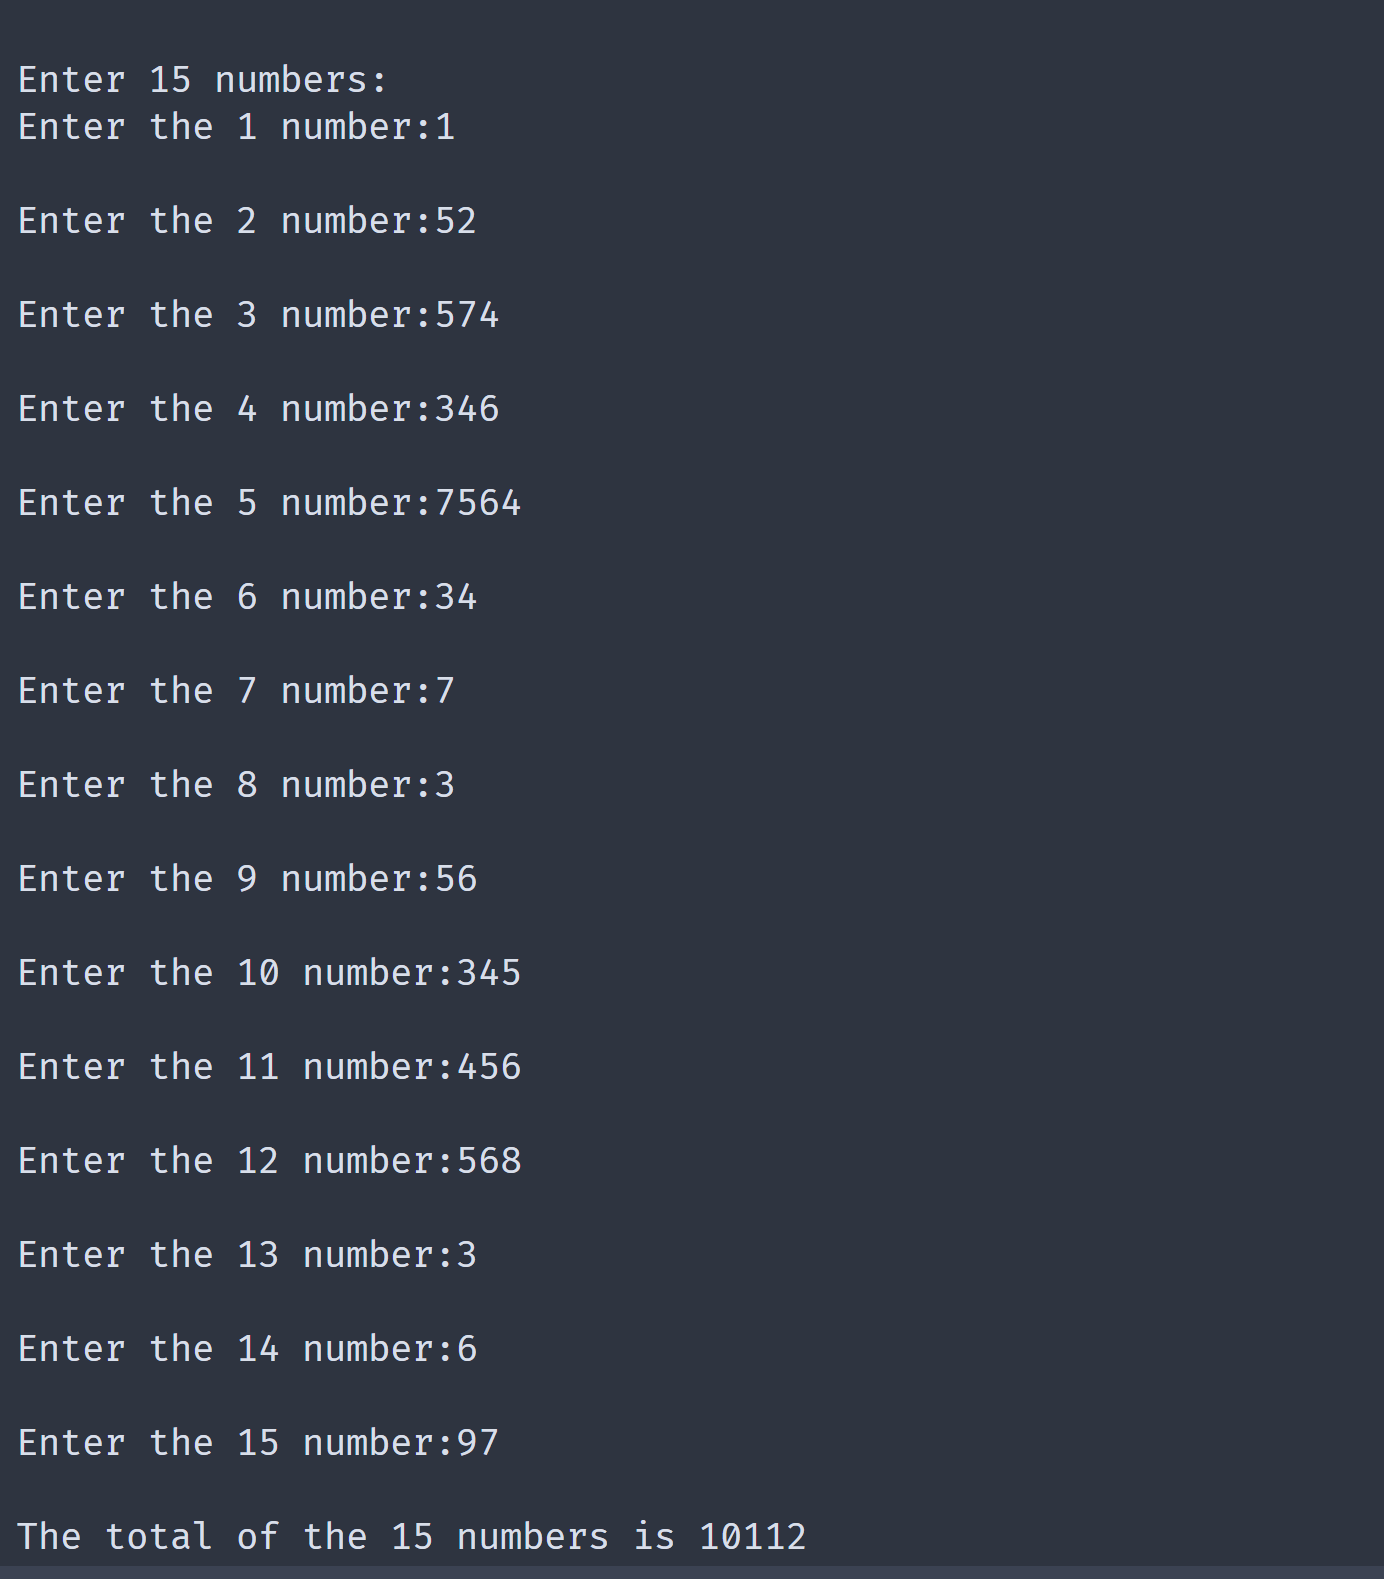 Enter 15 numbers:
Enter the 1 number:1
Enter the 2 number:52
Enter the 3 number:574
Enter the 4 number:346
Enter the 5 number:7564
Enter the 6 number:34
Enter the 7 number:7
Enter the 8 number:3
Enter the 9 number:56
Enter the 10 number:345
Enter the 11 number:456
Enter the 12 number:568
Enter the 13 number:3
Enter the 14 number:6
Enter the 15 number:97
The total of the 15 numbers is 10112